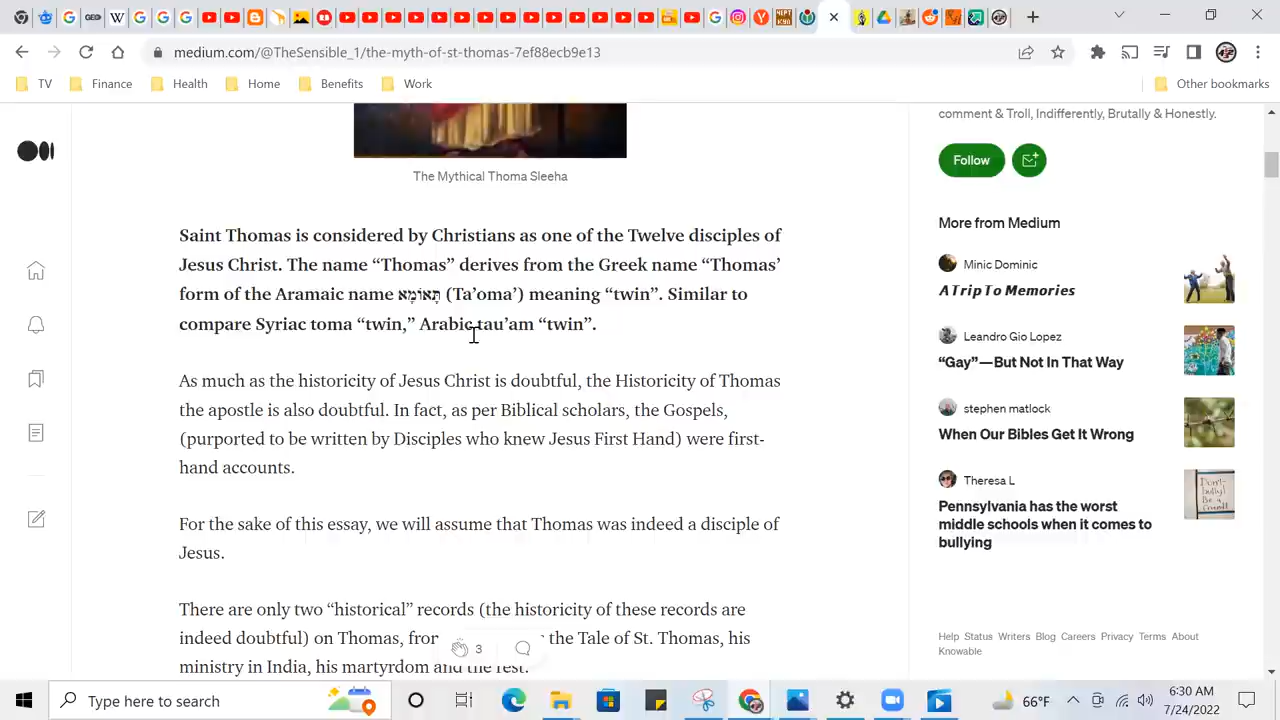 medium.com/@TheSensible_1/the-myth-of-st-thomas-7ef88ecb9e13
TV
Finance
Health
Home
Benefits
Work
Other bookmarks
The Mythical Thoma Sleeha
Saint Thomas is considered by Christians as one of the Twelve disciples of
Jesus Christ. The name “Thomas” derives from the Greek name “Thomas’
form of the Aramaic name תָּאוֹמָא (Ta’oma’) meaning “twin”. Similar to
compare Syriac toma “twin,” Arabic tau’am “twin”.
As much as the historicity of Jesus Christ is doubtful, the Historicity of Thomas
the apostle is also doubtful. In fact, as per Biblical scholars, the Gospels,
(purported to be written by Disciples who knew Jesus First Hand) were first-
hand accounts.
For the sake of this essay, we will assume that Thomas was indeed a disciple of
Jesus.
There are only two “historical” records (the historicity of these records are
indeed doubtful) on Thomas, the Tale of St. Thomas, his
ministry in India, his martyrdom and the rest.
3
comment & Troll, Indifferently, Brutally & Honestly.
Follow
More from Medium
Minic Dominic
A Trip To Memories
Leandro Gio Lopez
“Gay” — But Not In That Way
stephen matlock
When Our Bibles Get It Wrong
Theresa L
Pennsylvania has the worst
middle schools when it comes to
bullying
Help Status Writers Blog Careers Privacy Terms About
Knowable
Type here to search
66°F
6:30 AM
7/24/2022